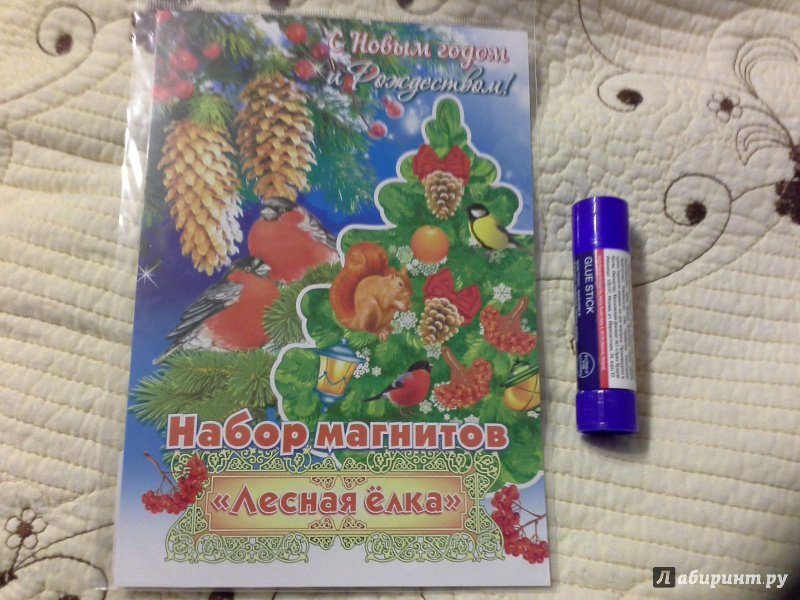 С Новым годом
и Рождеством!
Набор магнитов
«Лесная ёлка»
GLUE STICK
Лабиринт.ру